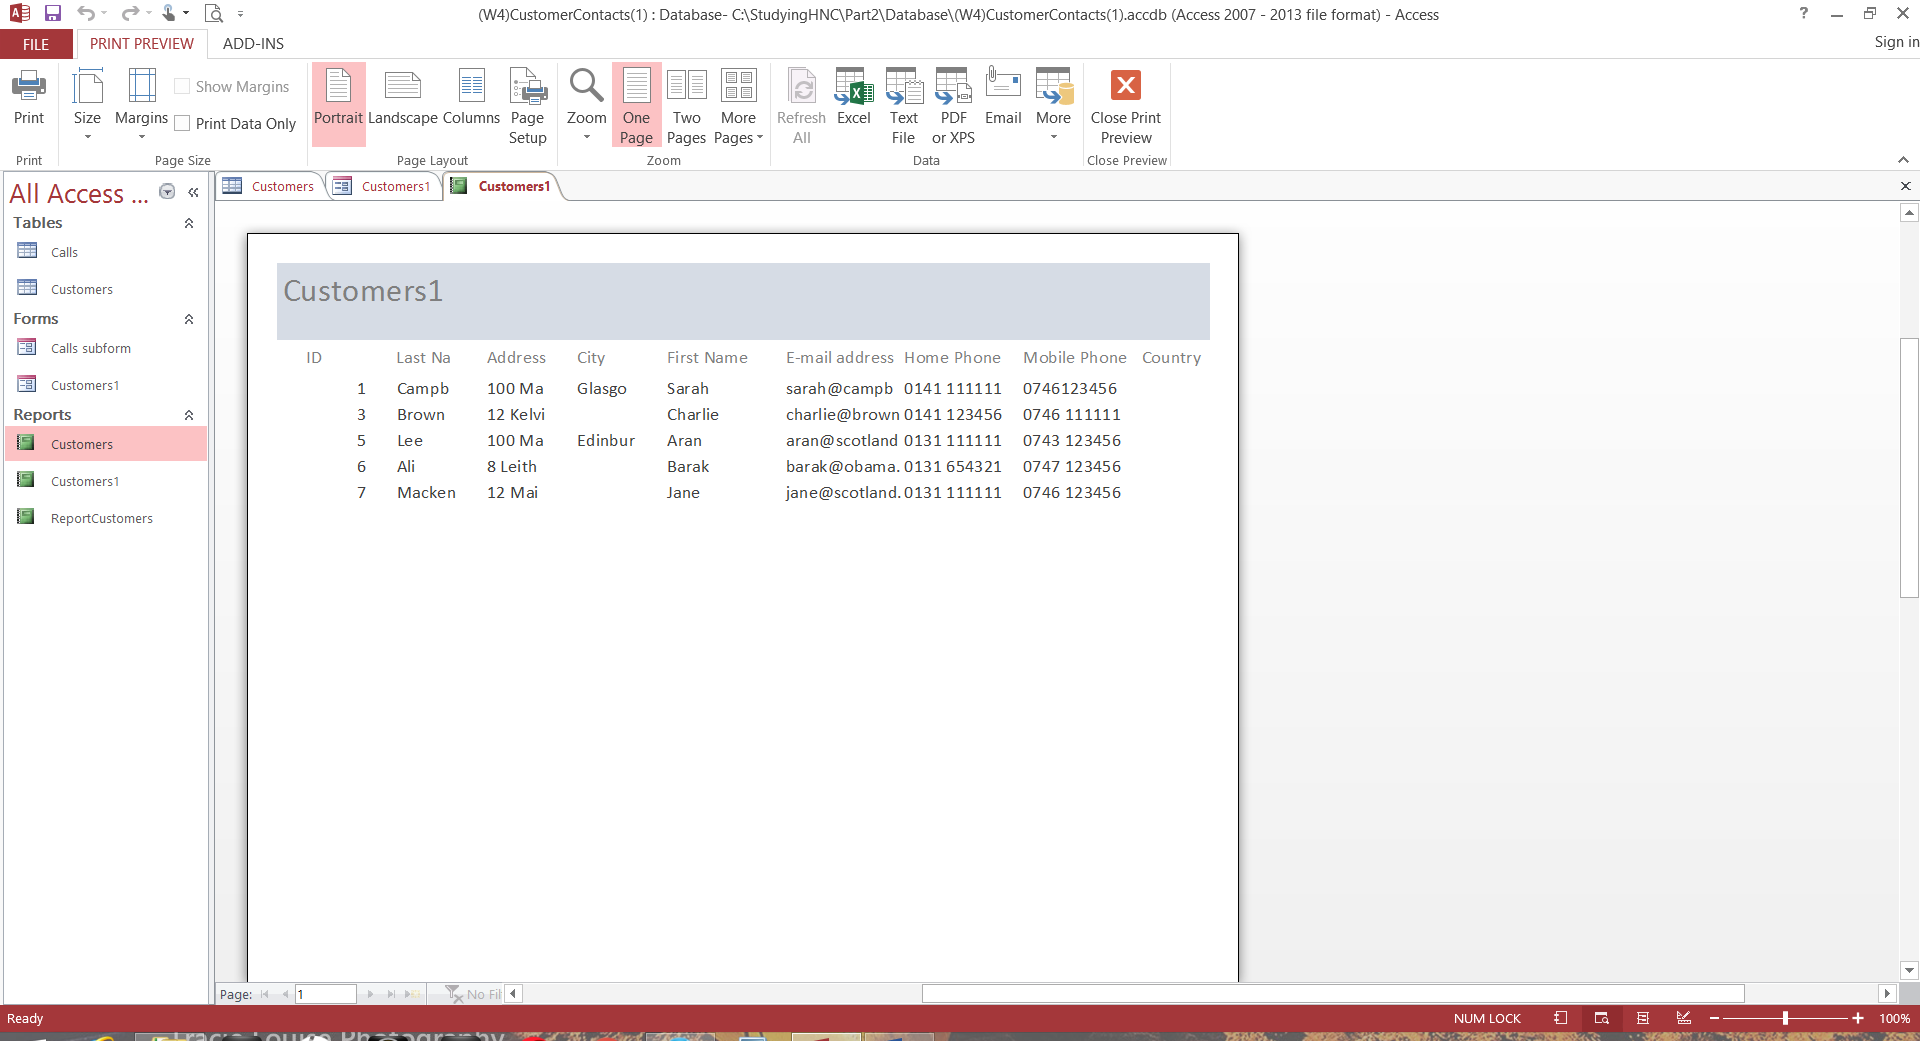 (W4)CustomerContacts(1) : Database- C:\StudyingHNC\Part2\Database\(W4)CustomerContacts(1).accdb (Access 2007 - 2013 file format) - Access
?
FILE PRINT PREVIEW ADD-INS Sign in
Print Size Margins Show Margins Print Data Only Portrait Landscape Columns Page Setup Zoom One Page Two Pages More Pages Refresh All Excel Text File PDF or XPS Email More Close Print Preview
Print Page Size Page Layout Zoom Data Close Preview
All Access ...
Customers Customers1 Customers1
Tables
Calls
Customers
Forms
Calls subform
Customers1
Reports
Customers
Customers1
ReportCustomers
Customers1
ID Last Na Address City First Name E-mail address Home Phone Mobile Phone Country
1 Campb 100 Ma Glasgo Sarah sarah@campb 0141 111111 0746123456
3 Brown 12 Kelvi Charlie charlie@brown 0141 123456 0746 111111
5 Lee 100 Ma Edinbur Aran aran@scotland 0131 111111 0743 123456
6 Ali 8 Leith Barak barak@obama. 0131 654321 0747 123456
7 Macken 12 Mai Jane jane@scotland. 0131 111111 0746 123456
Page: 1 No Fil
Ready NUM LOCK 100%